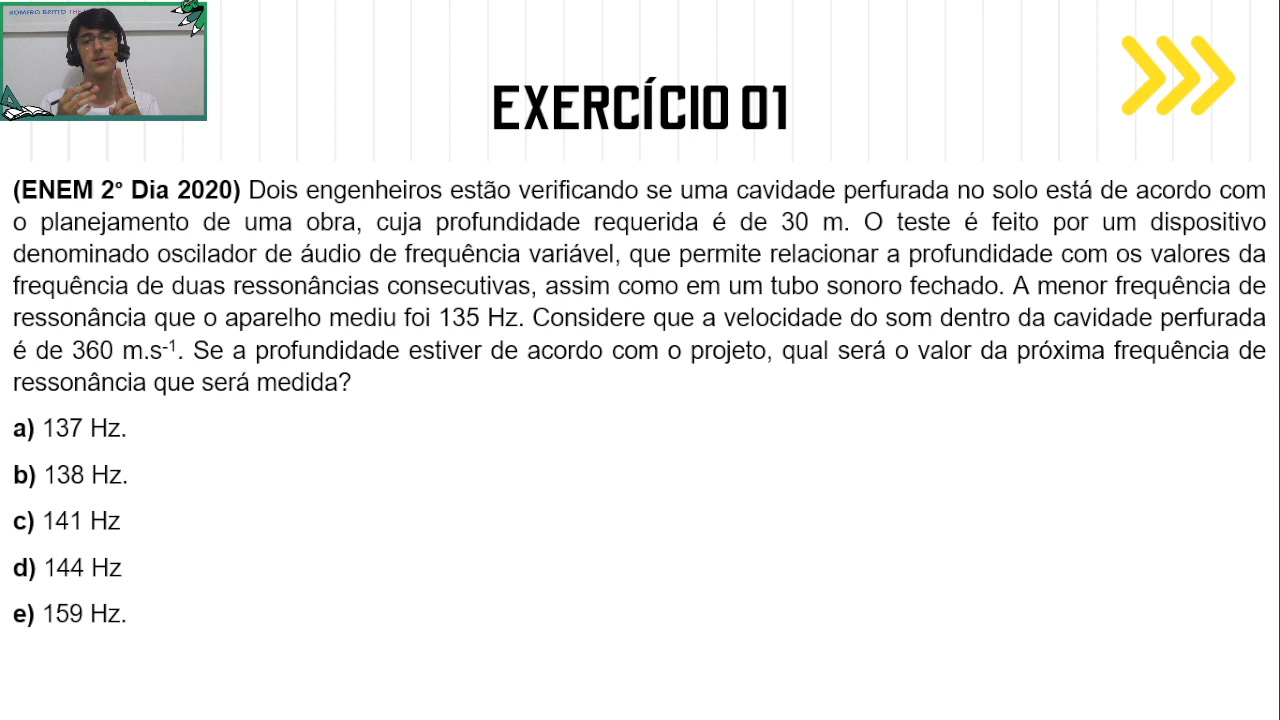 ROMERO BRITTO THE
EXERCÍCIO 01
(ENEM 2° Dia 2020) Dois engenheiros estão verificando se uma cavidade perfurada no solo está de acordo com
o planejamento de uma obra, cuja profundidade requerida é de 30 m. O teste é feito por um dispositivo
denominado oscilador de áudio de frequência variável, que permite relacionar a profundidade com os valores da
frequência de duas ressonâncias consecutivas, assim como em um tubo sonoro fechado. A menor frequência de
ressonância que o aparelho mediu foi 135 Hz. Considere que a velocidade do som dentro da cavidade perfurada
é de 360 m.s⁻¹. Se a profundidade estiver de acordo com o projeto, qual será o valor da próxima frequência de
ressonância que será medida?
a) 137 Hz.
b) 138 Hz.
c) 141 Hz
d) 144 Hz
e) 159 Hz.